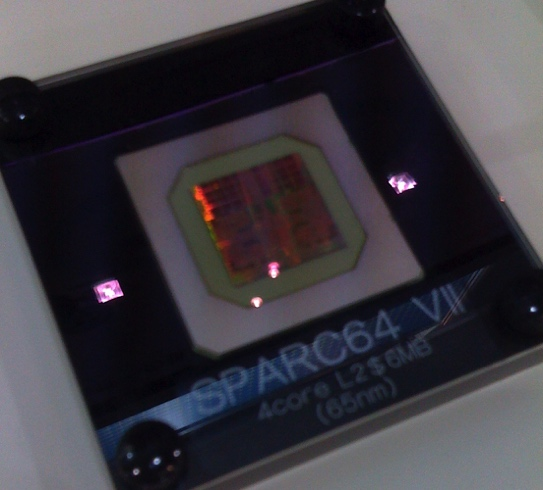 SPARC64 VII
4core L2$6MB
(65nm)